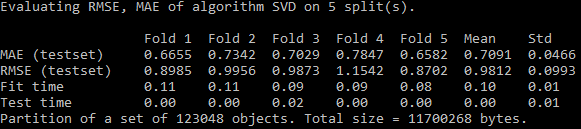 Evaluating RMSE, MAE of algorithm SVD on 5 split(s).
Fold 1 Fold 2 Fold 3 Fold 4 Fold 5 Mean Std
MAE (testset) 0.6655 0.7342 0.7029 0.7847 0.6582 0.7091 0.0466
RMSE (testset) 0.8985 0.9956 0.9873 1.1542 0.8702 0.9812 0.0993
Fit time 0.11 0.11 0.09 0.09 0.08 0.10 0.01
Test time 0.00 0.00 0.02 0.00 0.00 0.00 0.01
Partition of a set of 123048 objects. Total size = 11700268 bytes.